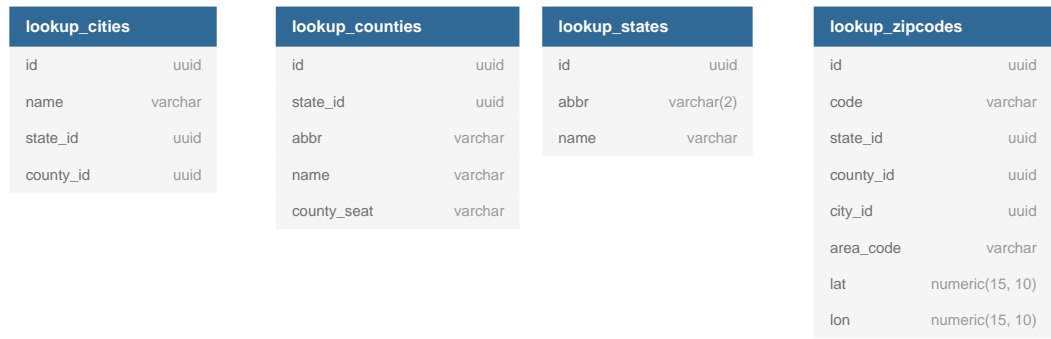 lookup_cities
id uuid
name varchar
state_id uuid
county_id uuid
lookup_counties
id uuid
state_id uuid
abbr varchar
name varchar
county_seat varchar
lookup_states
id uuid
abbr varchar(2)
name varchar
lookup_zipcodes
id uuid
code varchar
state_id uuid
county_id uuid
city_id uuid
area_code varchar
lat numeric(15, 10)
lon numeric(15, 10)